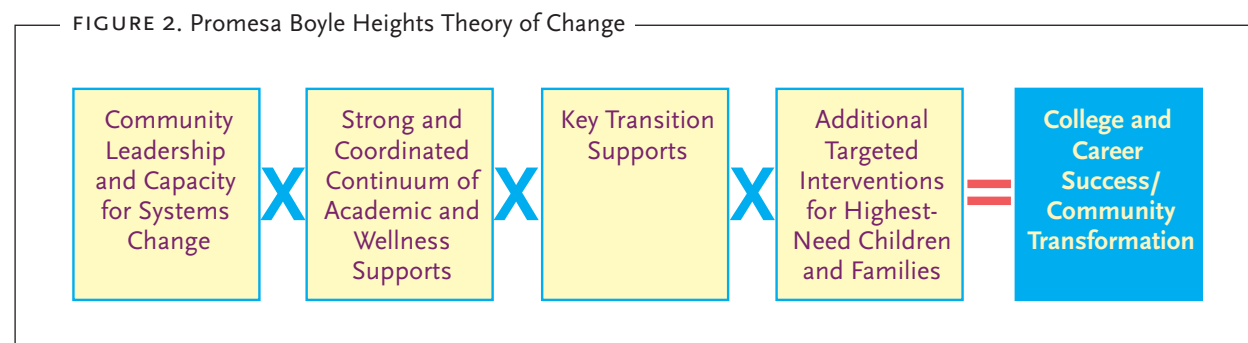 FIGURE 2. Promesa Boyle Heights Theory of Change
Community
Leadership
and Capacity
for Systems
Change
X
Strong and
Coordinated
Continuum of
Academic and
Wellness
Supports
X
Key Transition
Supports
X
Additional
Targeted
Interventions
for Highest-
Need Children
and Families
=
College and
Career
Success/
Community
Transformation